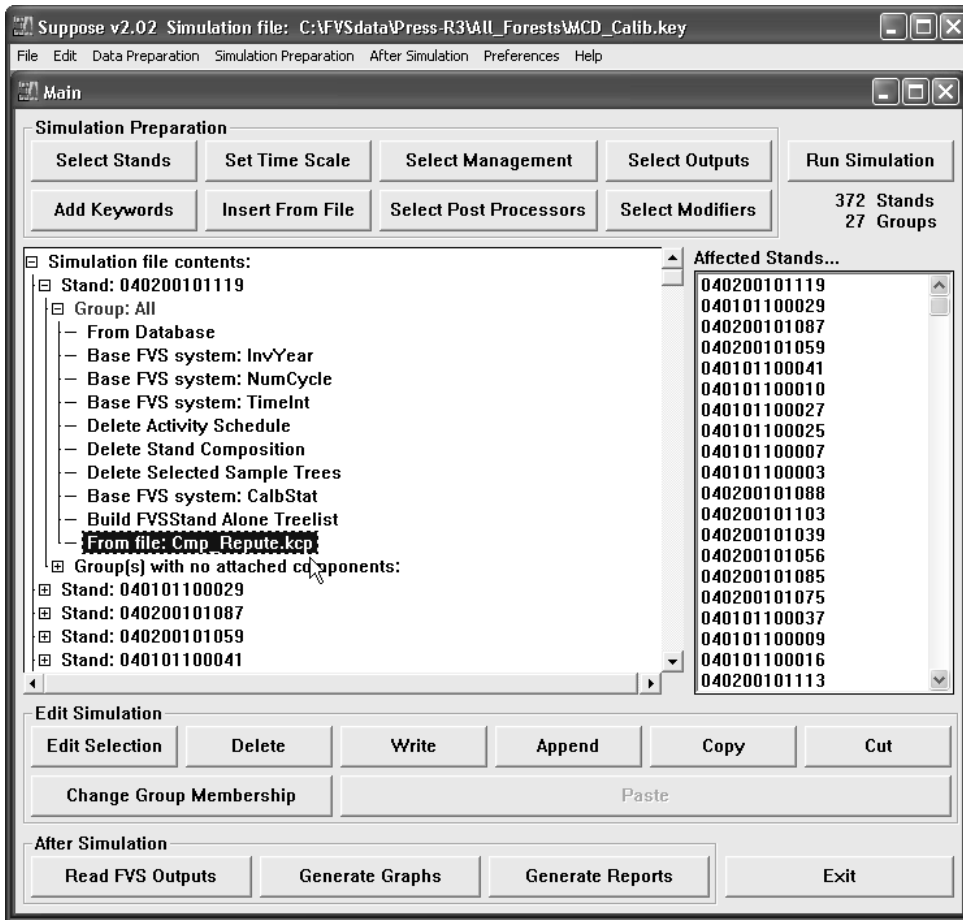 Suppose v2.02 Simulation file: C:\FVSdata\Press-R3\All_Forests\MCD_Calib.key
File Edit Data Preparation Simulation Preparation After Simulation Preferences Help
Main
Simulation Preparation
Select Stands Set Time Scale Select Management Select Outputs Run Simulation
Add Keywords Insert From File Select Post Processors Select Modifiers
372 Stands
27 Groups
Simulation file contents:
Stand: 040200101119
Group: All
From Database
Base FVS system: InvYear
Base FVS system: NumCycle
Base FVS system: TimeInt
Delete Activity Schedule
Delete Stand Composition
Delete Selected Sample Trees
Base FVS system: CalbStat
Build FVSStand Alone Treelist
From file: Cmp_Repute.kcp
Group(s) with no attached components:
Stand: 040101100029
Stand: 040200101087
Stand: 040200101059
Stand: 040101100041
Affected Stands...
040200101119
040101100029
040200101087
040200101059
040101100041
040101100010
040101100027
040101100025
040101100007
040101100003
040200101088
040200101103
040200101039
040200101056
040200101085
040200101075
040101100037
040101100009
040101100016
040200101113
Edit Simulation
Edit Selection Delete Write Append Copy Cut
Change Group Membership Paste
After Simulation
Read FVS Outputs Generate Graphs Generate Reports Exit